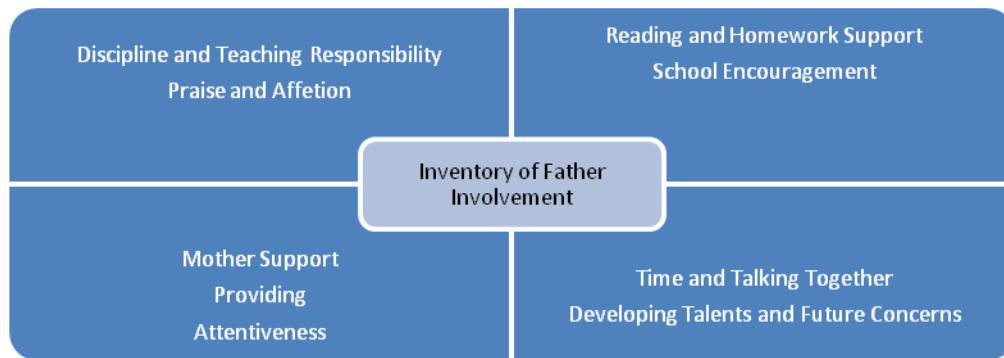 Discipline and Teaching Responsibility
Praise and Affetion
Reading and Homework Support
School Encouragement
Inventory of Father
Involvement
Mother Support
Providing
Attentiveness
Time and Talking Together
Developing Talents and Future Concerns